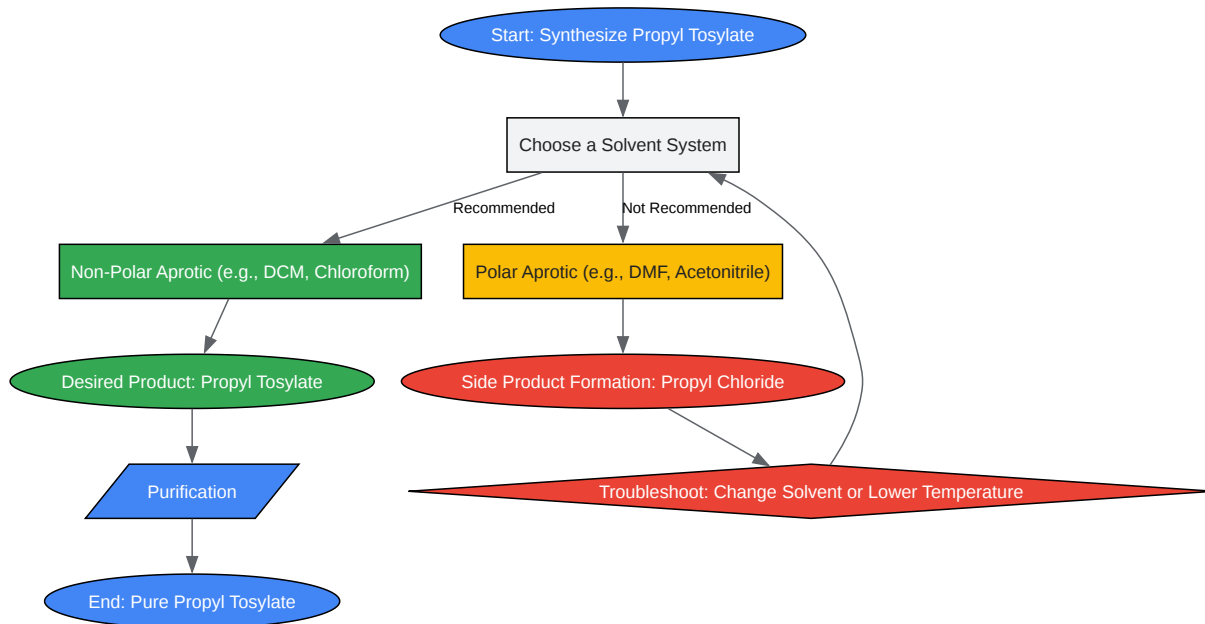 Start: Synthesize Propyl Tosylate
Choose a Solvent System
Recommended
Not Recommended
Non-Polar Aprotic (e.g., DCM, Chloroform)
Polar Aprotic (e.g., DMF, Acetonitrile)
Desired Product: Propyl Tosylate
Side Product Formation: Propyl Chloride
Purification
Troubleshoot: Change Solvent or Lower Temperature
End: Pure Propyl Tosylate